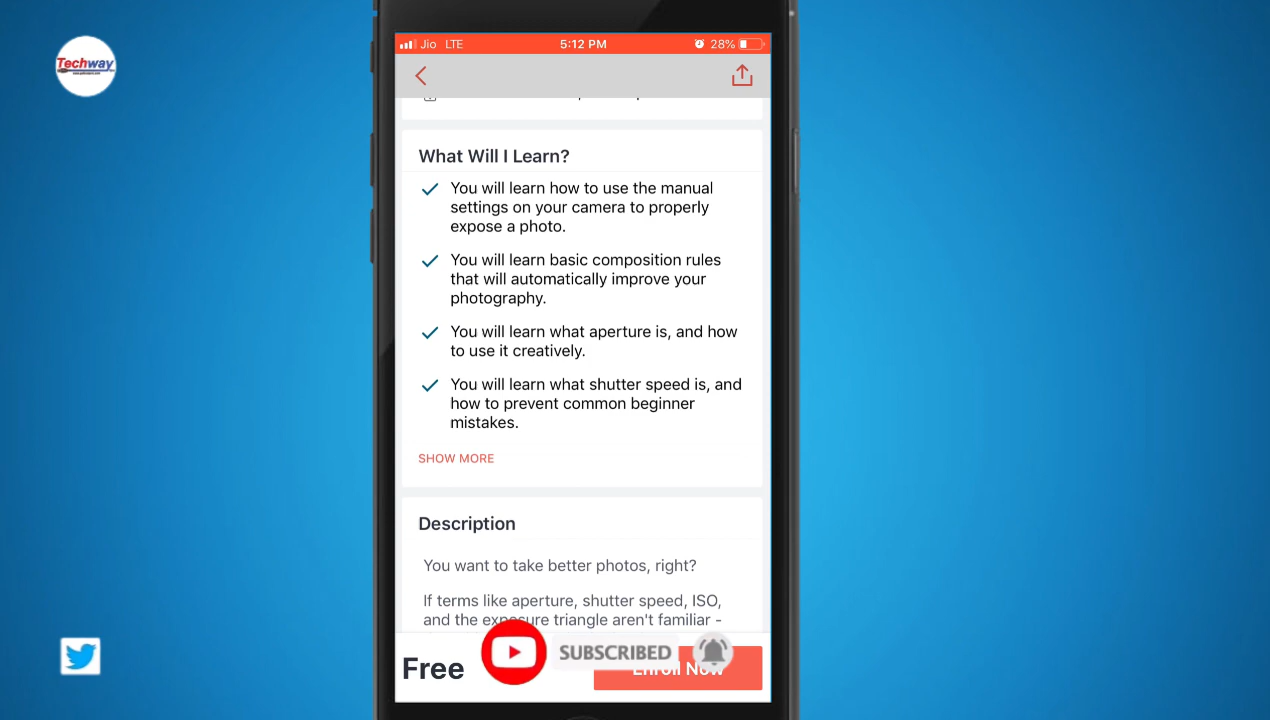 Techway
Jio LTE
5:12 PM
28%
What Will I Learn?
You will learn how to use the manual
settings on your camera to properly
expose a photo.
You will learn basic composition rules
that will automatically improve your
photography.
You will learn what aperture is, and how
to use it creatively.
You will learn what shutter speed is, and
how to prevent common beginner
mistakes.
SHOW MORE
Description
You want to take better photos, right?
If terms like aperture, shutter speed, ISO,
and the exposure triangle aren't familiar -
Free
SUBSCRIBED
Enroll Now